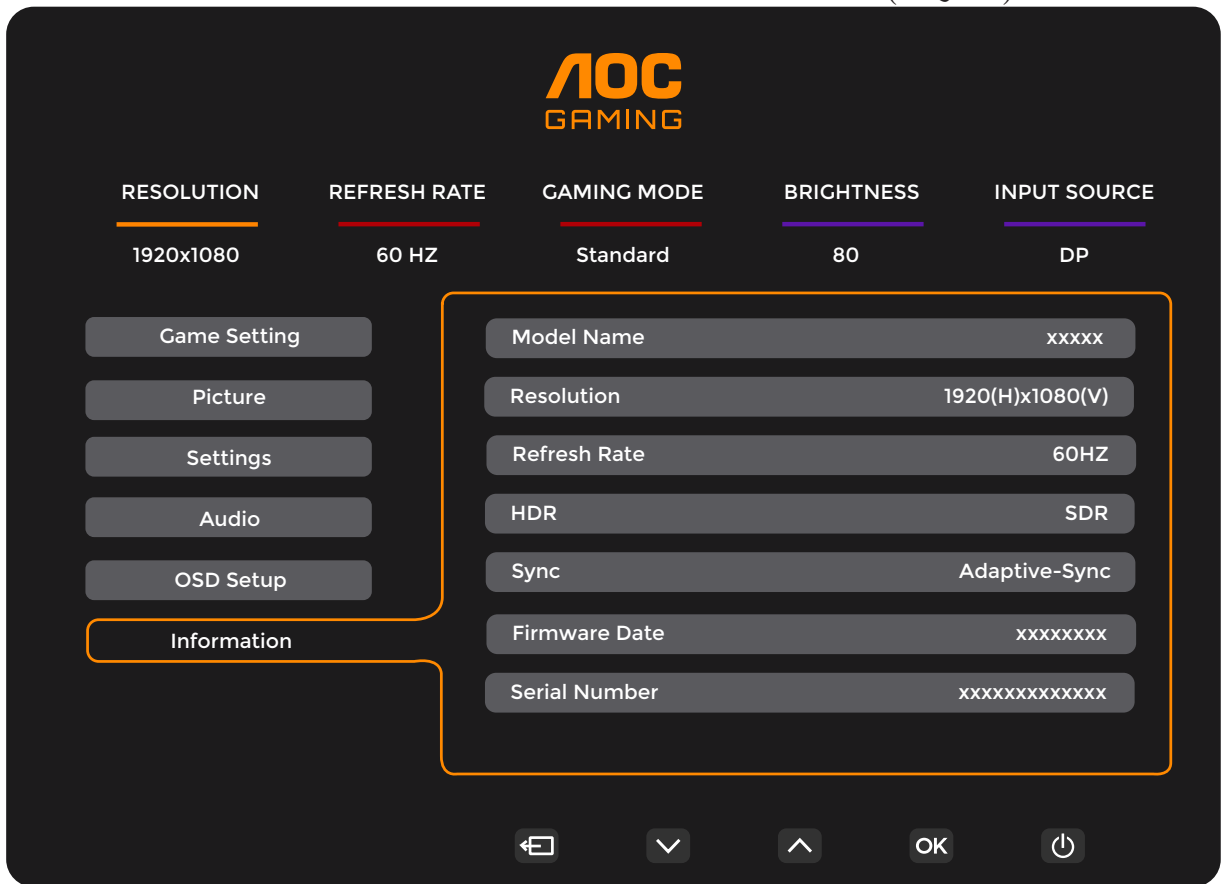 AOC
GAMING
RESOLUTION REFRESH RATE GAMING MODE BRIGHTNESS INPUT SOURCE
1920x1080 60 HZ Standard 80 DP
Game Setting
Picture
Settings
Audio
OSD Setup
Information
Model Name xxxxx
Resolution 1920(H)x1080(V)
Refresh Rate 60HZ
HDR SDR
Sync Adaptive-Sync
Firmware Date xxxxxxxx
Serial Number xxxxxxxxxxxxx
OK